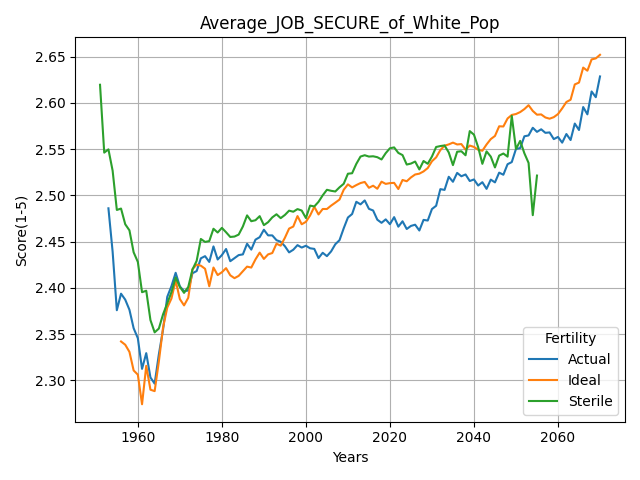 Average_JOB_SECURE_of_White_Pop
Score(1-5)
2.65
2.60
2.55
2.50
2.45
2.40
2.35
2.30
1960 1980 2000 2020 2040 2060
Years
Fertility
Actual
Ideal
Sterile